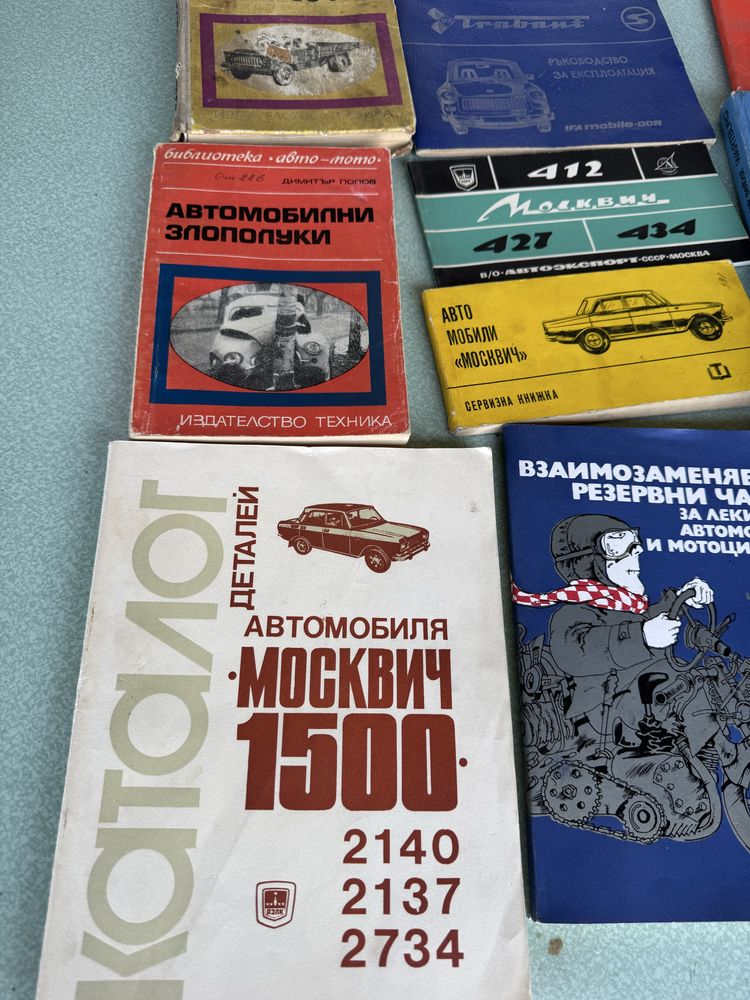 Trabant
S
РЪКОВОДСТВО
ЗА ЕКСПЛОАТАЦИЯ
IFA mobile-DDR
библиотека •авто-мото•
ДИМИТЪР ПОПОВ
АВТОМОБИЛНИ
ЗЛОПОЛУКИ
ИЗДАТЕЛСТВО ТЕХНИКА
412
Москвич
427
434
В/О•АВТОЭКСПОРТ•СССР•МОСКВА
АВТО
МОБИЛИ
«МОСКВИЧ»
СЕРВИЗНА КНИЖКА
КАТАЛОГ
ДЕТАЛЕЙ
АВТОМОБИЛЯ
•МОСКВИЧ
1500•
2140
2137
2734
АЗЛК
ВЗАИМОЗАМЕНЯЕ
РЕЗЕРВНИ ЧА
ЗА ЛЕКИ
АВТОМО
И МОТОЦИ